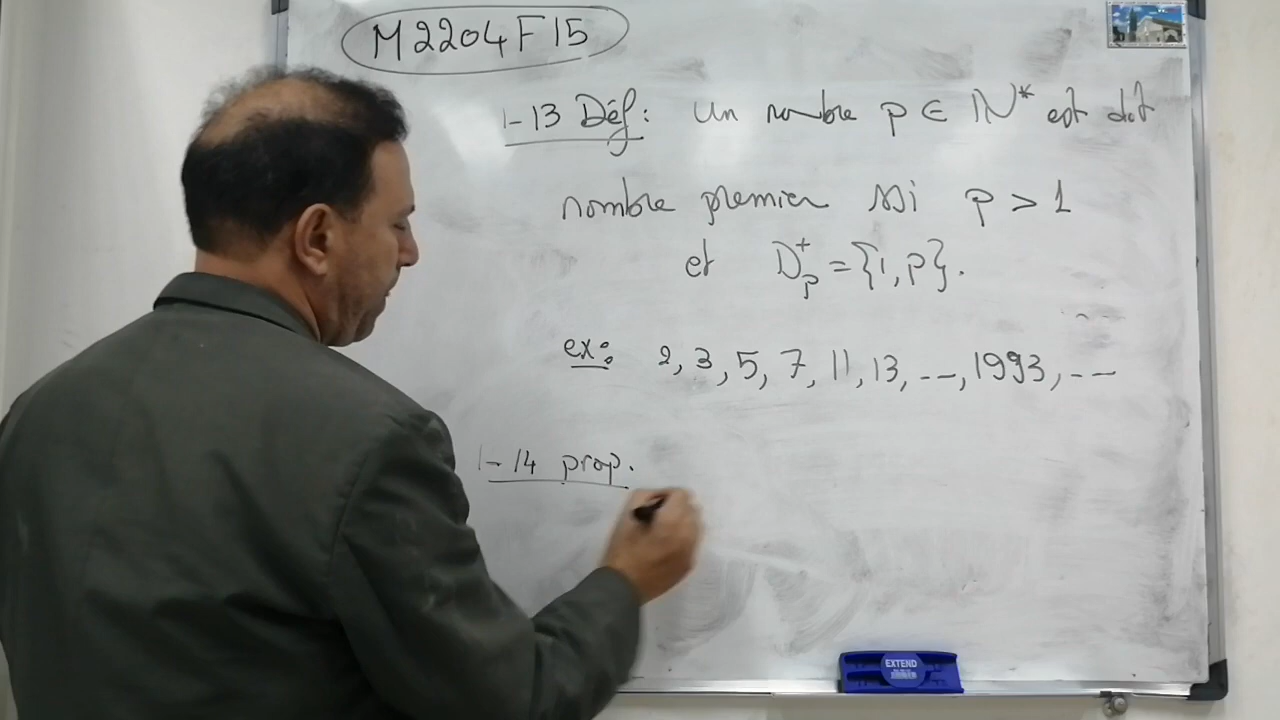 M2204F15
1-13 Déf: Un nombre p ∈ ℕ* est dit
nombre premier ssi p > 1
et D⁺ₚ = {1, p}.
ex: 2, 3, 5, 7, 11, 13, --, 1993, --
1-14 prop.
EXTEND